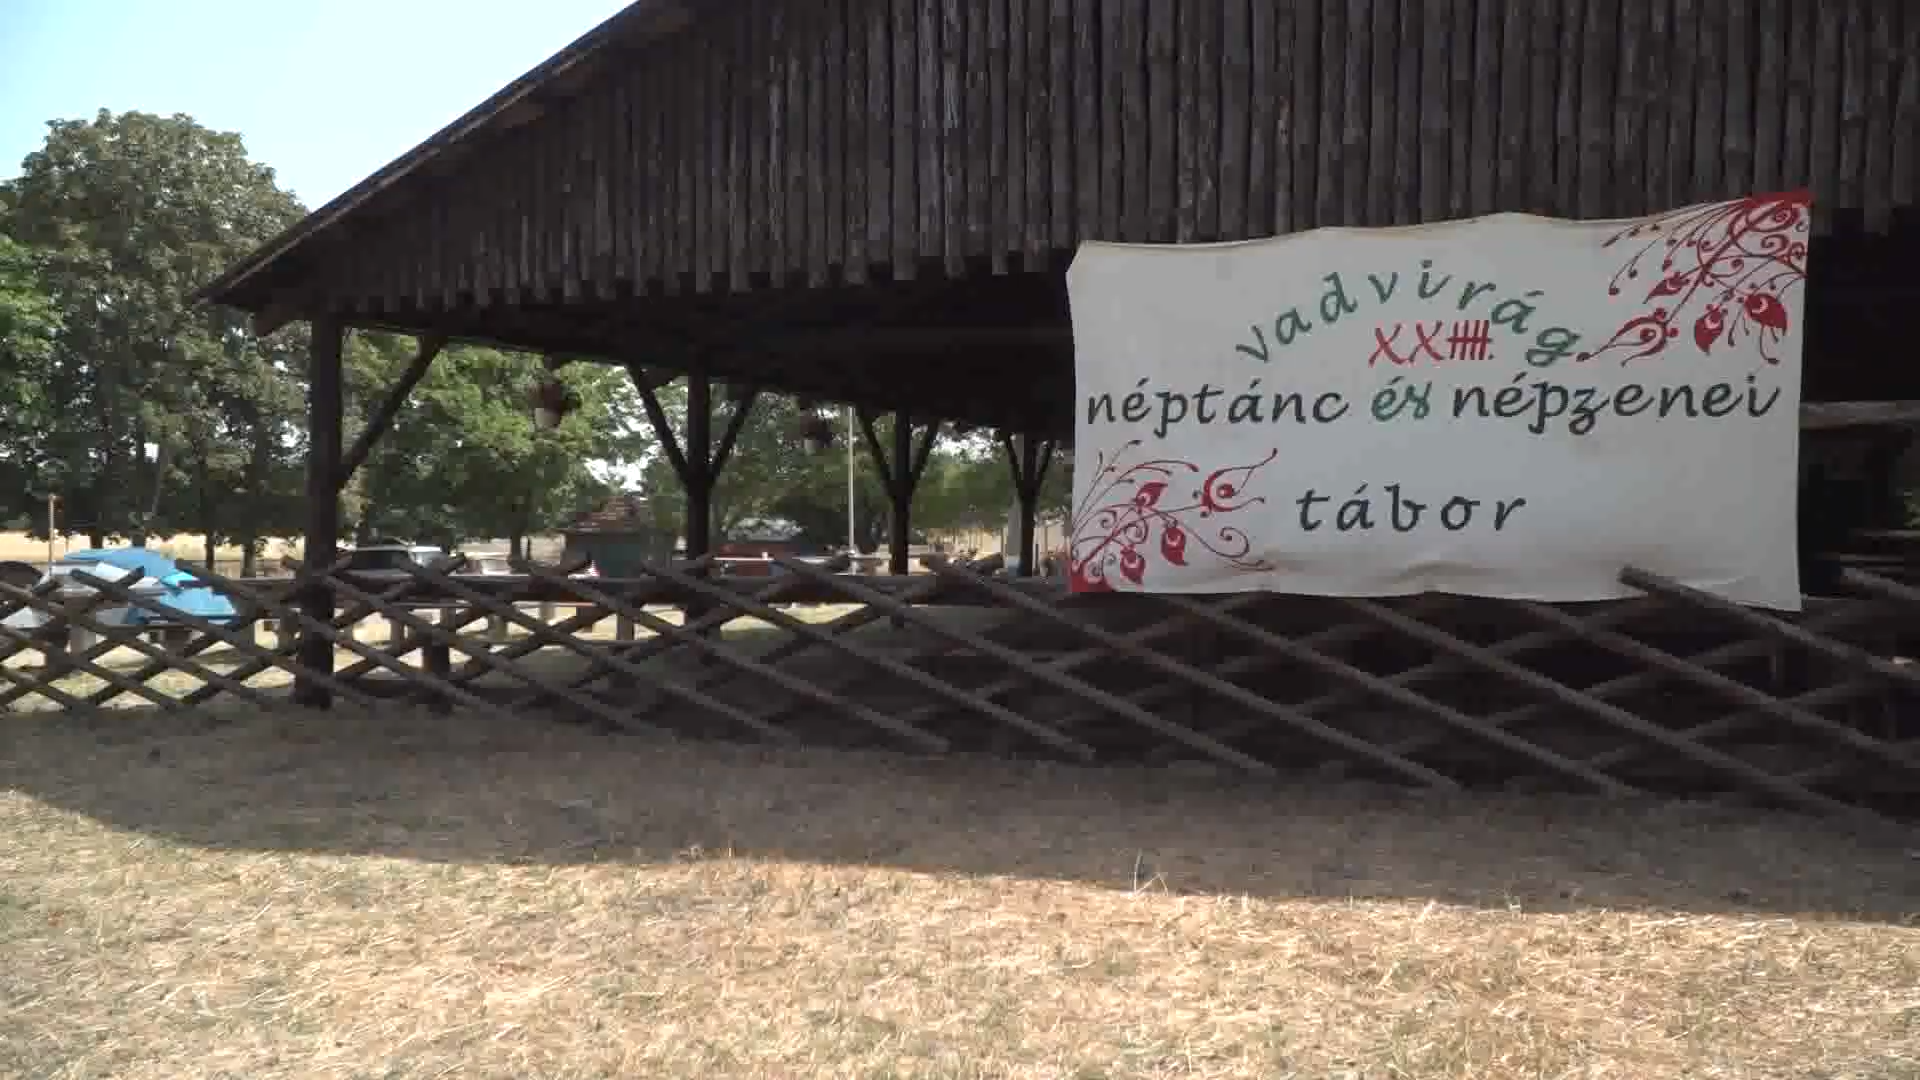 vadvirág
XXIIII.
néptánc és népzenei
tábor